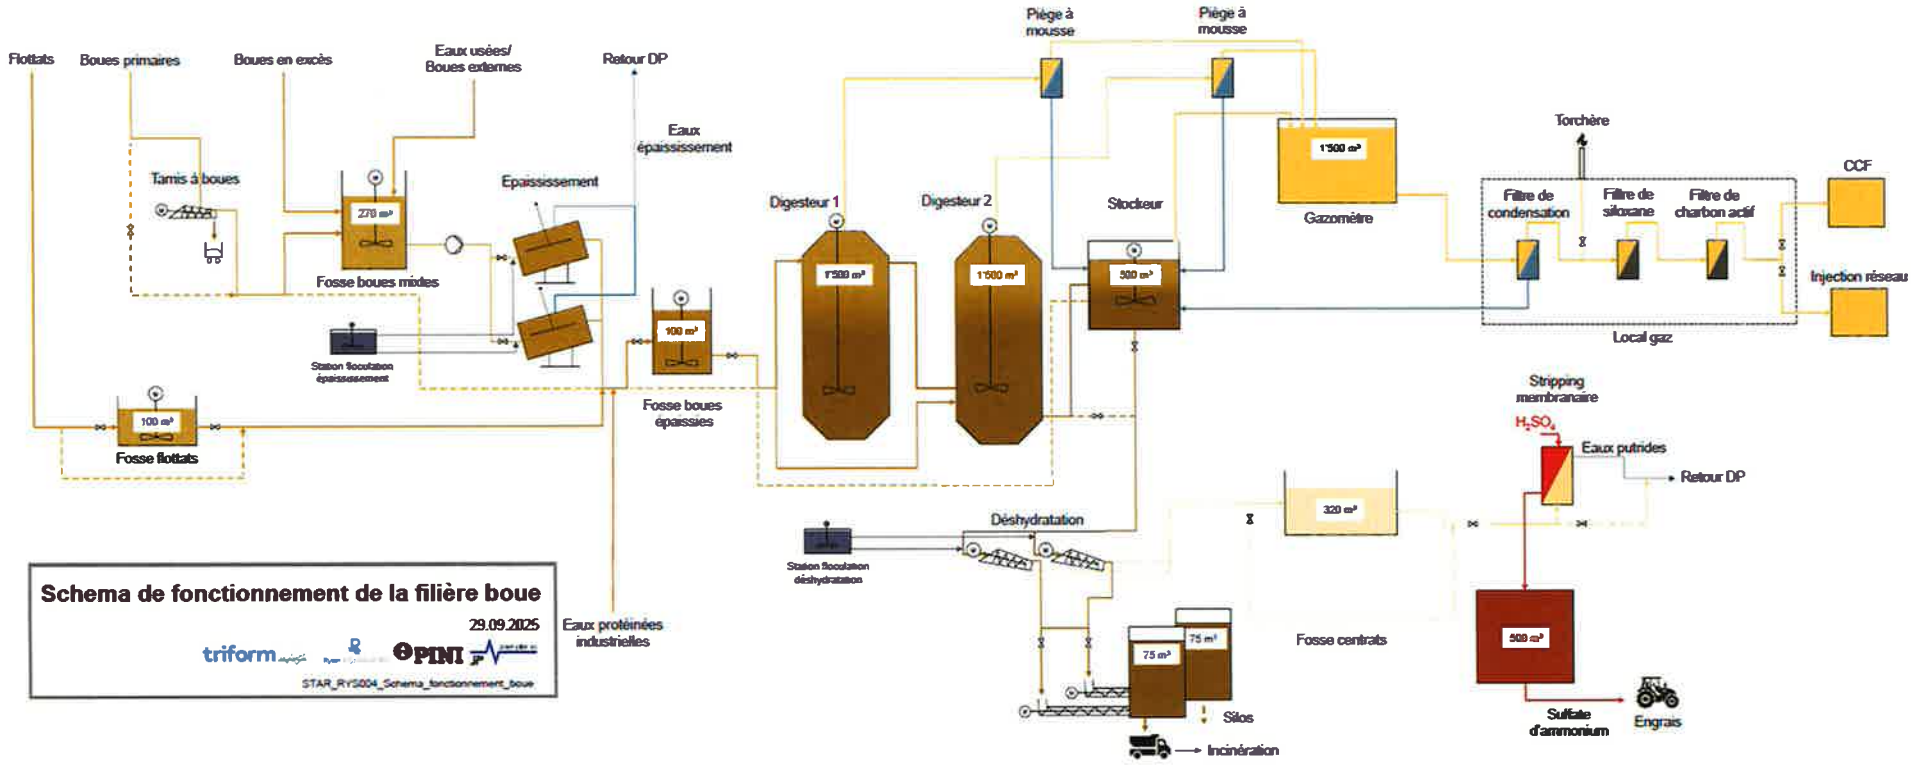 Piège à
mousse
Piège à
mousse
Flottats
Boues primaires
Boues en excès
Eaux usées/
Boues externes
Retour DP
Eaux
épaississement
Tamis à boues
Epaississement
270 m³
Fosse boues mixtes
Station floculation
épaississement
100 m³
Fosse flottats
100 m³
Fosse boues
épaissies
Digesteur 1
1'500 m³
Digesteur 2
1'500 m³
Stockeur
500 m³
1'500 m³
Gazomètre
Torchère
Filtre de
condensation
Filtre de
siloxane
Filtre de
charbon actif
CCF
Injection réseau
Local gaz
Stripping
membranaire
H₂SO₄
Eaux putrides
Retour DP
320 m³
Fosse centrats
Déshydratation
Station floculation
déshydratation
75 m³
75 m³
Silos
Incinération
500 m³
Sulfate
d'ammonium
Engrais
Eaux protéinées
industrielles
Schema de fonctionnement de la filière boue
29.09.2025
triform
PINI
STAR_RYS004_Schema_fonctionnement_boue